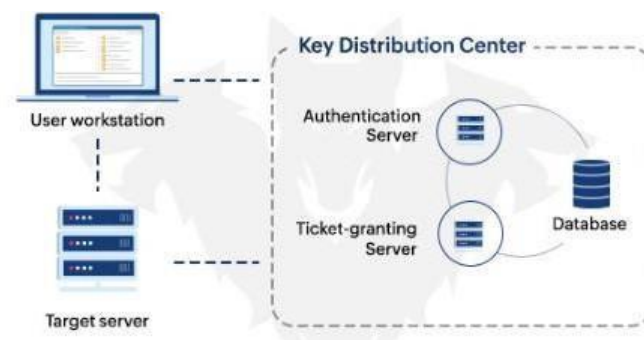 Key Distribution Center
User workstation
Authentication
Server
Ticket-granting
Server
Database
Target server